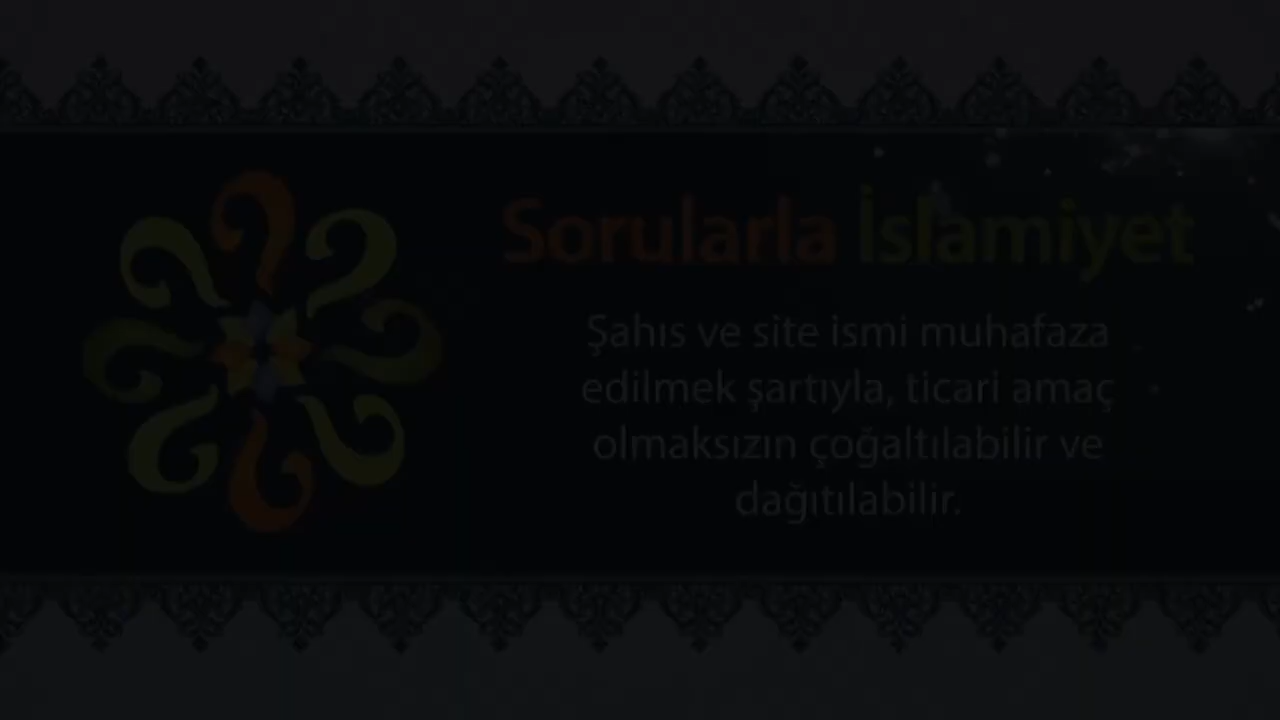 Sorularla İslamiyet
Şahıs ve site ismi muhafaza
edilmek şartıyla, ticari amaç
olmaksızın çoğaltılabilir ve
dağıtılabilir.